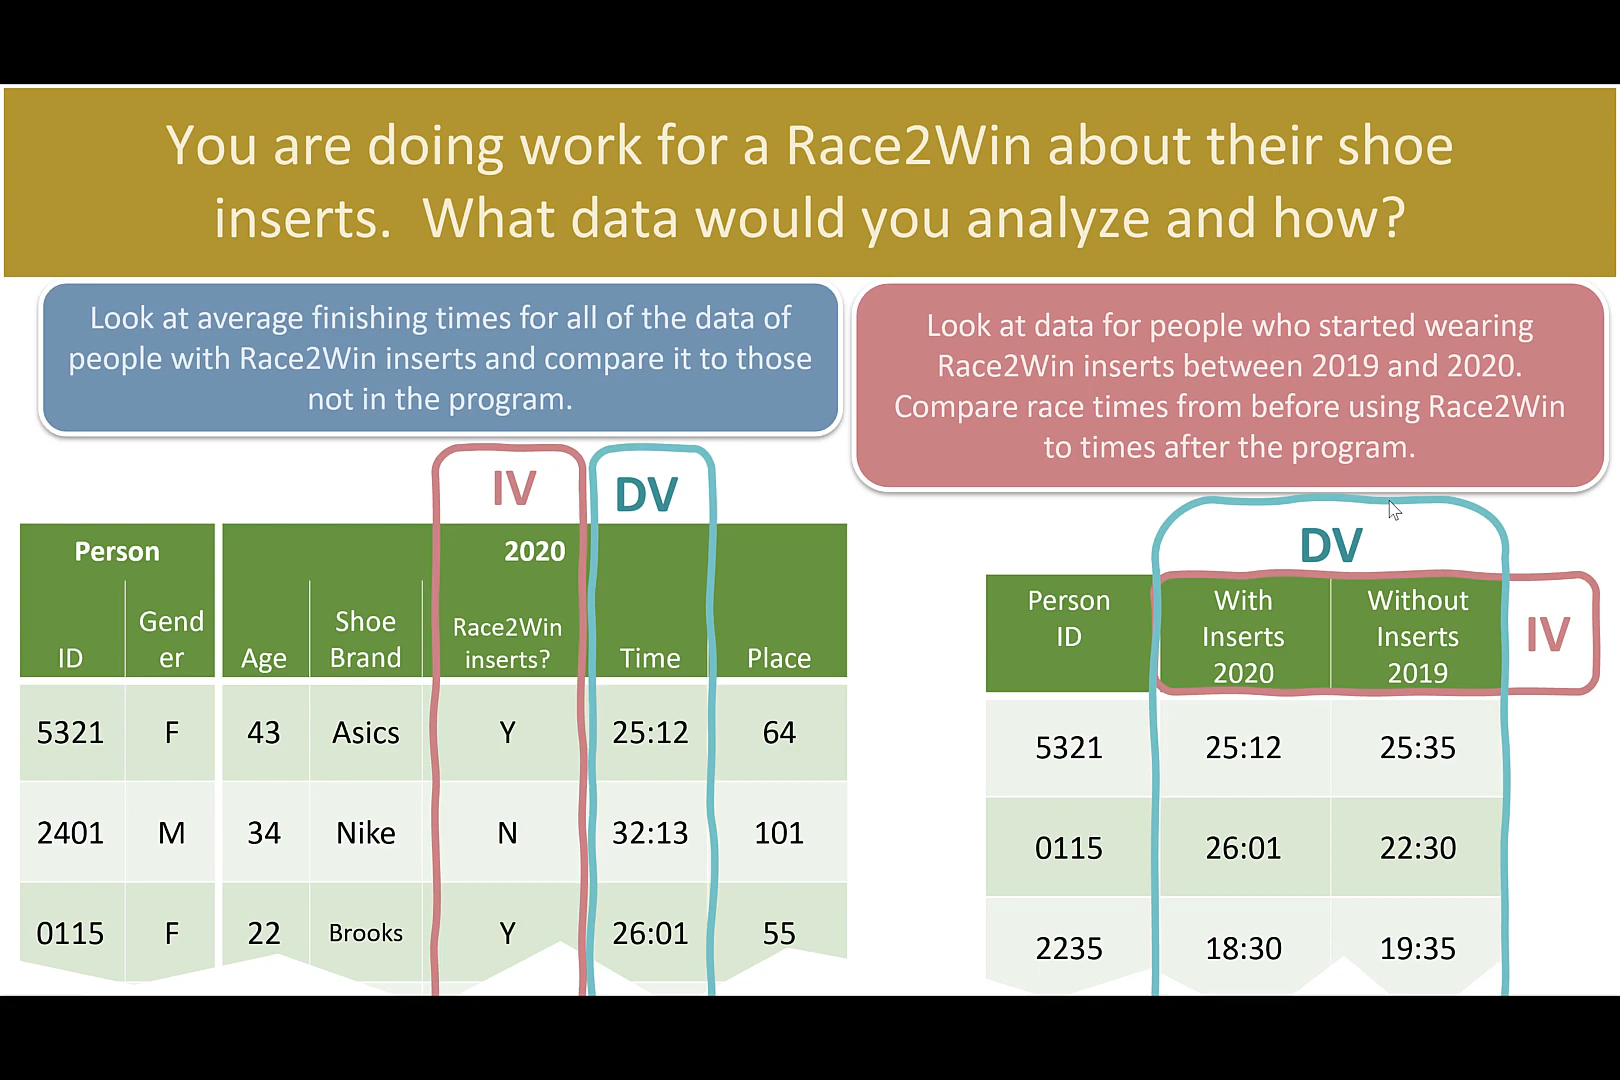 You are doing work for a Race2Win about their shoe
inserts.  What data would you analyze and how?
Look at average finishing times for all of the data of
people with Race2Win inserts and compare it to those
not in the program.
Look at data for people who started wearing
Race2Win inserts between 2019 and 2020.
Compare race times from before using Race2Win
to times after the program.
IV
DV
Person
2020
ID
Gend
er
Age
Shoe
Brand
Race2Win
inserts?
Time
Place
5321 F 43 Asics Y 25:12 64
2401 M 34 Nike N 32:13 101
0115 F 22 Brooks Y 26:01 55
DV
IV
Person
ID
With
Inserts
2020
Without
Inserts
2019
5321 25:12 25:35
0115 26:01 22:30
2235 18:30 19:35